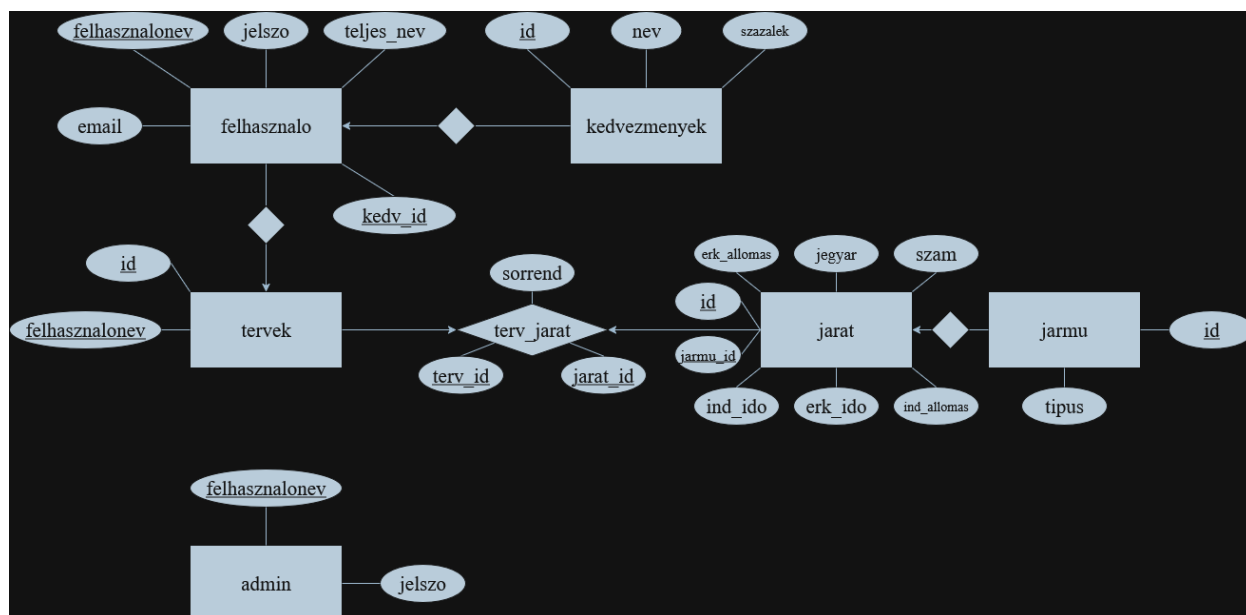 felhasznalonev
jelszo
teljes_nev
id
nev
szazalek
email
felhasznalo
kedvezmenyek
kedv_id
id
felhasznalonev
tervek
sorrend
terv_jarat
terv_id
jarat_id
erk_allomas
jegyar
szam
id
jarmu_id
jarat
ind_ido
erk_ido
ind_allomas
jarmu
id
tipus
felhasznalonev
admin
jelszo